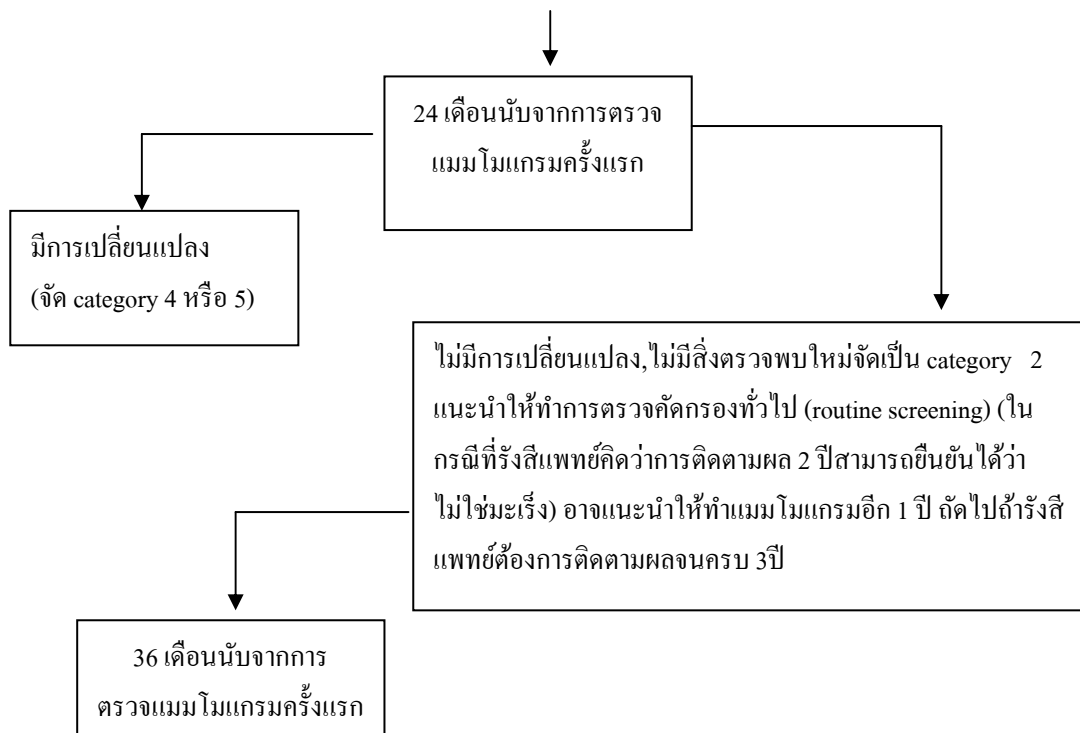 24 เดือนนับจากการตรวจ
แมมโมแกรมครั้งแรก
มีการเปลี่ยนแปลง
(จัด category 4 หรือ 5)
ไม่มีการเปลี่ยนแปลง,ไม่มีสิ่งตรวจพบใหม่จัดเป็น category 2
แนะนำให้ทำการตรวจคัดกรองทั่วไป (routine screening) (ใน
กรณีที่รังสีแพทย์คิดว่าการติดตามผล 2 ปีสามารถยืนยันได้ว่า
ไม่ใช่มะเร็ง) อาจแนะนำให้ทำแมมโมแกรมอีก 1 ปี ถัดไปถ้ารังสี
แพทย์ต้องการติดตามผลจนครบ 3ปี
36 เดือนนับจากการ
ตรวจแมมโมแกรมครั้งแรก